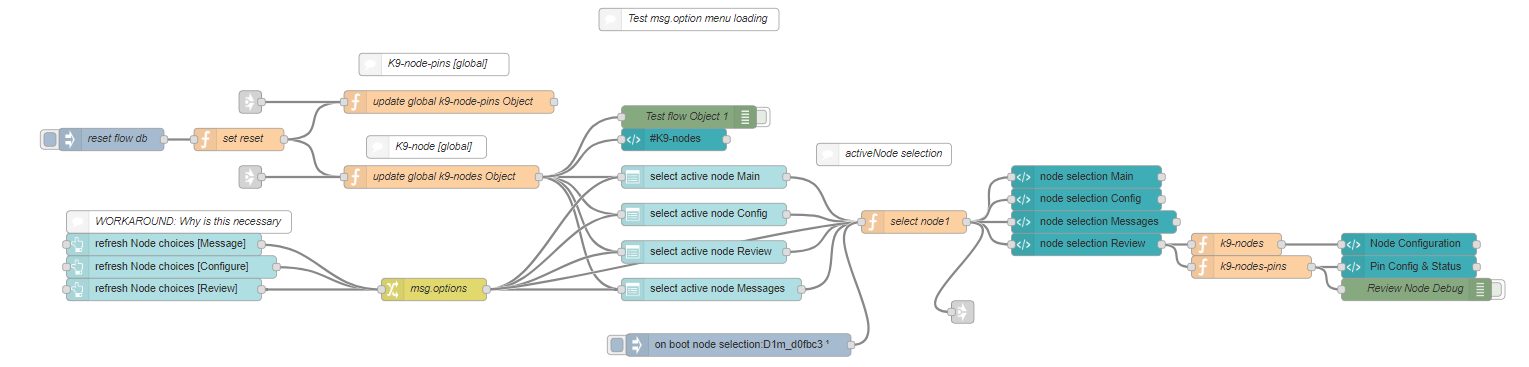 Test msg.option menu loading
K9-node-pins [global]
update global k9-node-pins Object
reset flow db
set reset
K9-node [global]
update global k9-nodes Object
Test flow Object 1
#K9-nodes
activeNode selection
select active node Main
select active node Config
select active node Review
select active node Messages
WORKAROUND: Why is this necessary
refresh Node choices [Message]
refresh Node choices [Configure]
refresh Node choices [Review]
msg.options
on boot node selection:D1m_d0fbc3 ¹
select node1
node selection Main
node selection Config
node selection Messages
node selection Review
k9-nodes
k9-nodes-pins
Node Configuration
Pin Config & Status
Review Node Debug